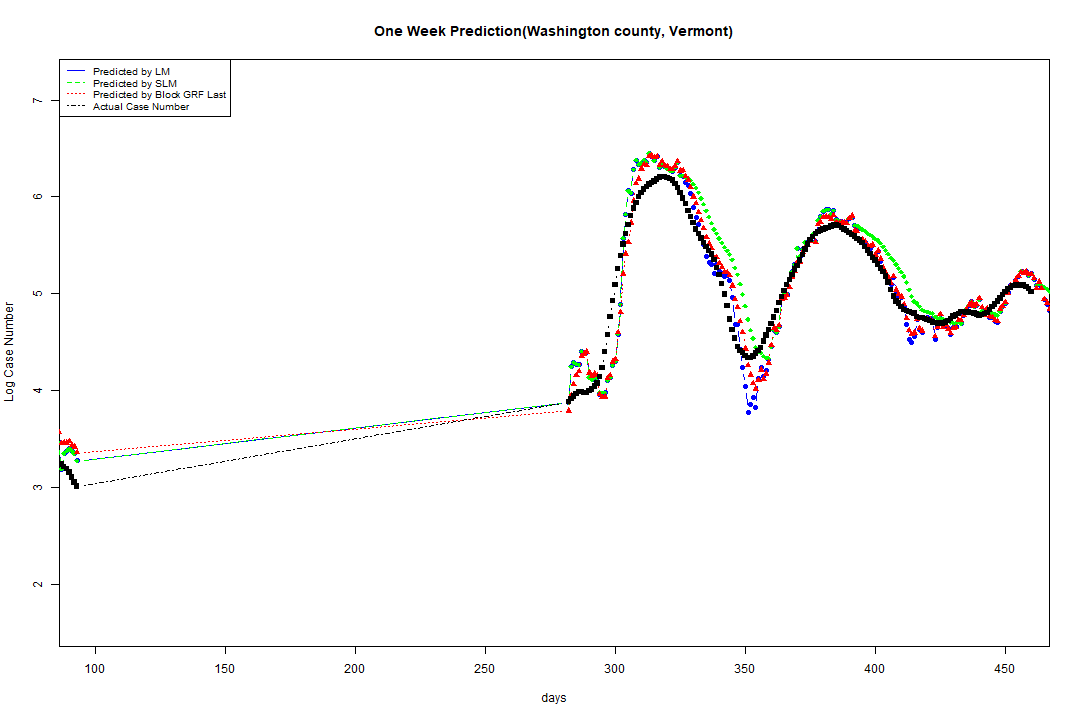 One Week Prediction(Washington county, Vermont)
Predicted by LM
Predicted by SLM
Predicted by Block GRF Last
Actual Case Number
7
6
5
4
3
2
Log Case Number
100 150 200 250 300 350 400 450
days